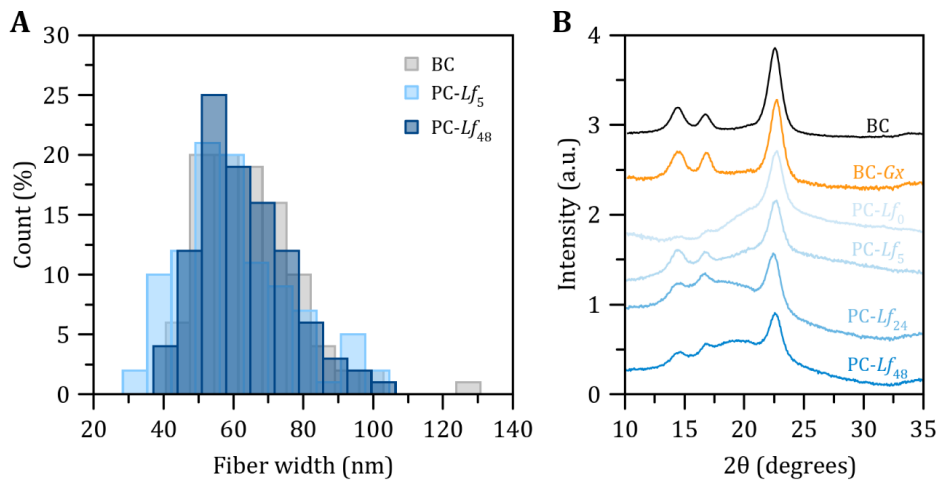 A
Count (%)
30
25
20
15
10
5
0
20
40
60
80
100
120
140
Fiber width (nm)
BC
PC-Lf5
PC-Lf48
B
Intensity (a.u.)
4
3
2
1
0
10
15
20
25
30
35
2θ (degrees)
BC
BC-Gx
PC-Lf0
PC-Lf5
PC-Lf24
PC-Lf48